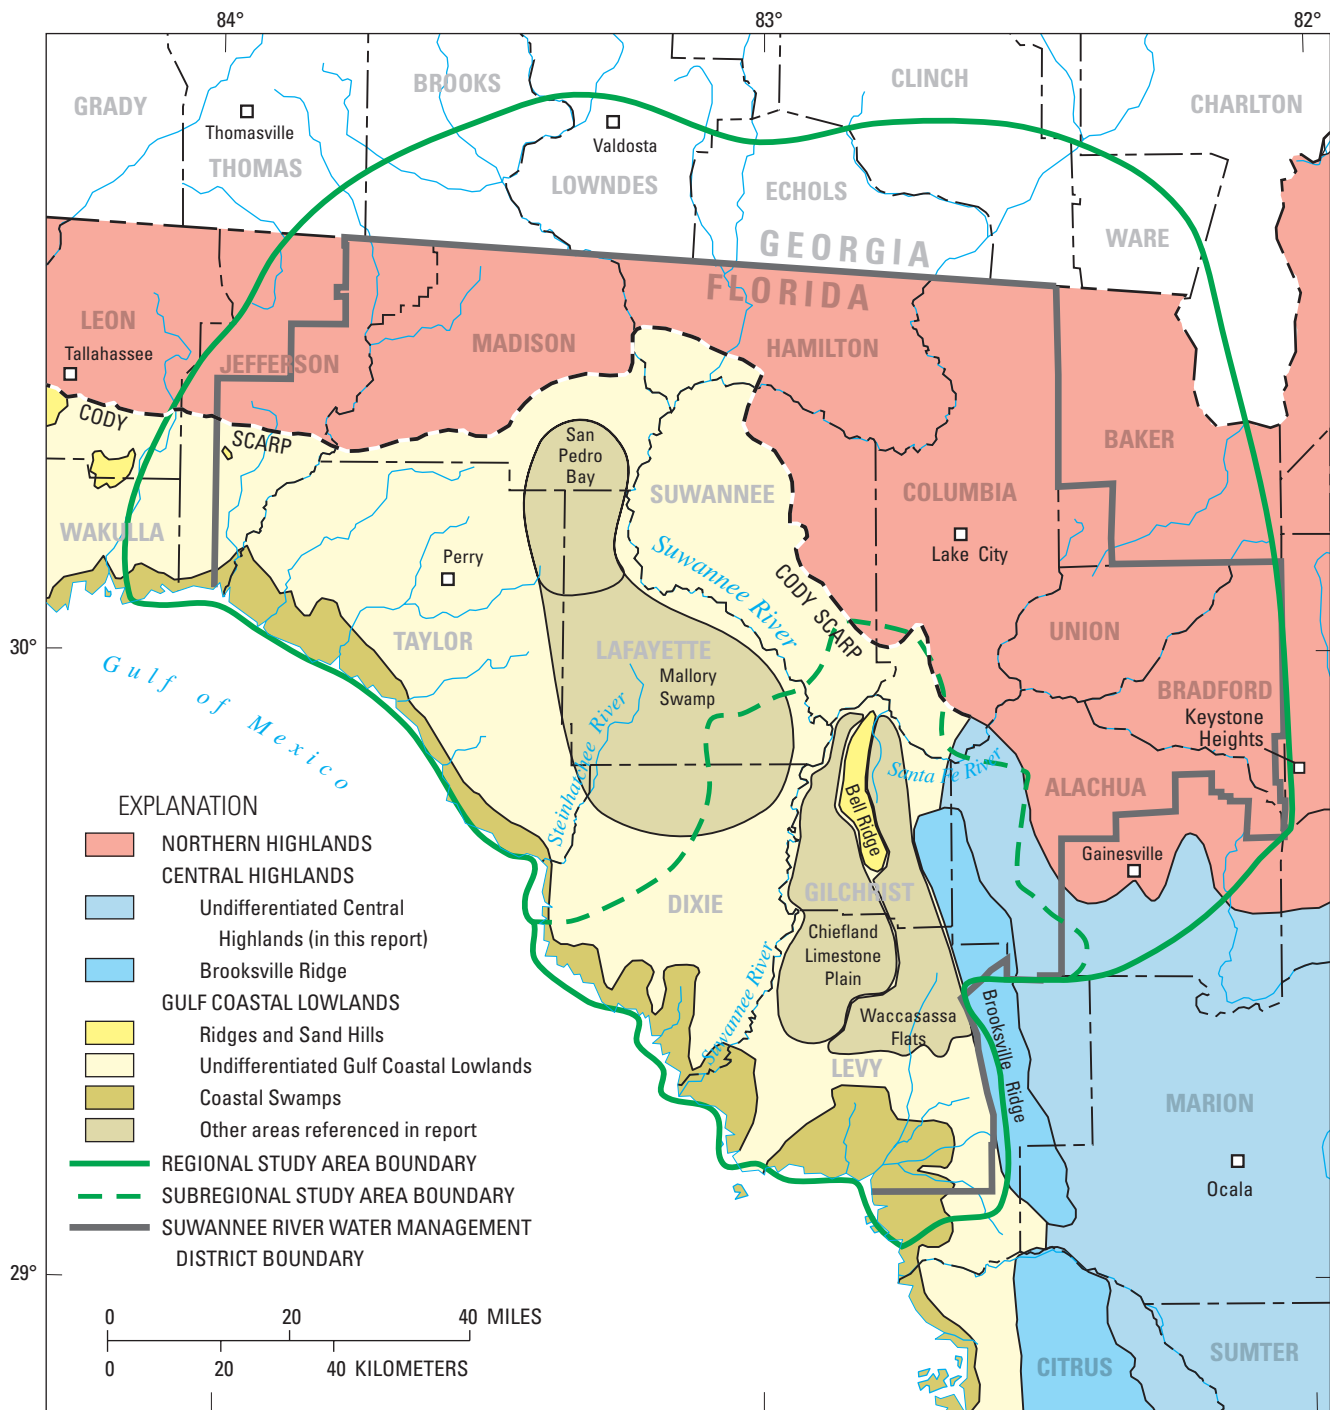 84°
83°
82°
GRADY
BROOKS
CLINCH
CHARLTON
Thomasville
Valdosta
THOMAS
LOWNDES
ECHOLS
WARE
GEORGIA
FLORIDA
LEON
Tallahassee
JEFFERSON
MADISON
HAMILTON
BAKER
CODY
SCARP
San
Pedro
Bay
SUWANNEE
COLUMBIA
Lake City
WAKULLA
Perry
Suwannee River
CODY SCARP
30°
TAYLOR
LAFAYETTE
Mallory
Swamp
UNION
BRADFORD
Keystone
Heights
Gulf of Mexico
Steinhatchee River
Santa Fe River
Bell Ridge
ALACHUA
Gainesville
DIXIE
GILCHRIST
Chiefland
Limestone
Plain
Suwannee River
Waccasassa
Flats
Brooksville Ridge
LEVY
MARION
Ocala
CITRUS
SUMTER
29°
EXPLANATION
NORTHERN HIGHLANDS
CENTRAL HIGHLANDS
Undifferentiated Central
Highlands (in this report)
Brooksville Ridge
GULF COASTAL LOWLANDS
Ridges and Sand Hills
Undifferentiated Gulf Coastal Lowlands
Coastal Swamps
Other areas referenced in report
REGIONAL STUDY AREA BOUNDARY
SUBREGIONAL STUDY AREA BOUNDARY
SUWANNEE RIVER WATER MANAGEMENT
DISTRICT BOUNDARY
0 20 40 MILES
0 20 40 KILOMETERS